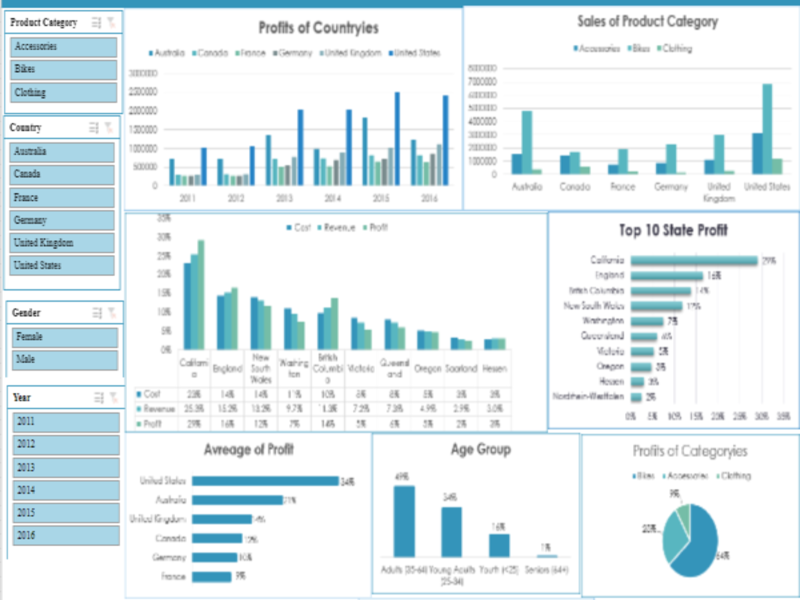 Product Category
Accessories
Bikes
Clothing
Country
Australia
Canada
France
Germany
United Kingdom
United States
Gender
Female
Male
Year
2011
2012
2013
2014
2015
2016
Profits of Countryies
Australia Canada France Germany United Kingdom United States
3000000
2500000
2000000
1500000
1000000
500000
0
2011 2012 2013 2014 2015 2016
Sales of Product Category
Accessories Bikes Clothing
8000000
7000000
6000000
5000000
4000000
3000000
2000000
1000000
0
Australia Canada France Germany United Kingdom United States
35%
Cost Revenue Profit
30%
25%
20%
15%
10%
5%
0%
Californi a England New South Wales Washing ton British Columbi a Victoria Queensl and Oregon Saarland Hessen
Cost 23% 14% 14% 11% 10% 8% 8% 5% 3% 3%
Revenue 25.3% 15.2% 13.2% 9.7% 11.3% 7.2% 7.3% 4.9% 2.9% 3.0%
Profit 29% 16% 12% 7% 14% 5% 6% 5% 2% 3%
Top 10 State Profit
California 29%
England 16%
British Columbia 14%
New South Wales 12%
Washington 7%
Queensland 6%
Victoria 5%
Oregon 5%
Hessen 3%
Nordrhein-Westfalen 2%
0% 5% 10% 15% 20% 25% 30% 35%
Avreage of Profit
United States 34%
Australia 21%
United Kingdom 14%
Canada 12%
Germany 10%
France 9%
Age Group
49%
34%
16%
1%
Adults (35-64) Young Adults (25-34) Youth (<25) Seniors (64+)
Profits of Categoryies
Bikes Accessories Clothing
9%
64%